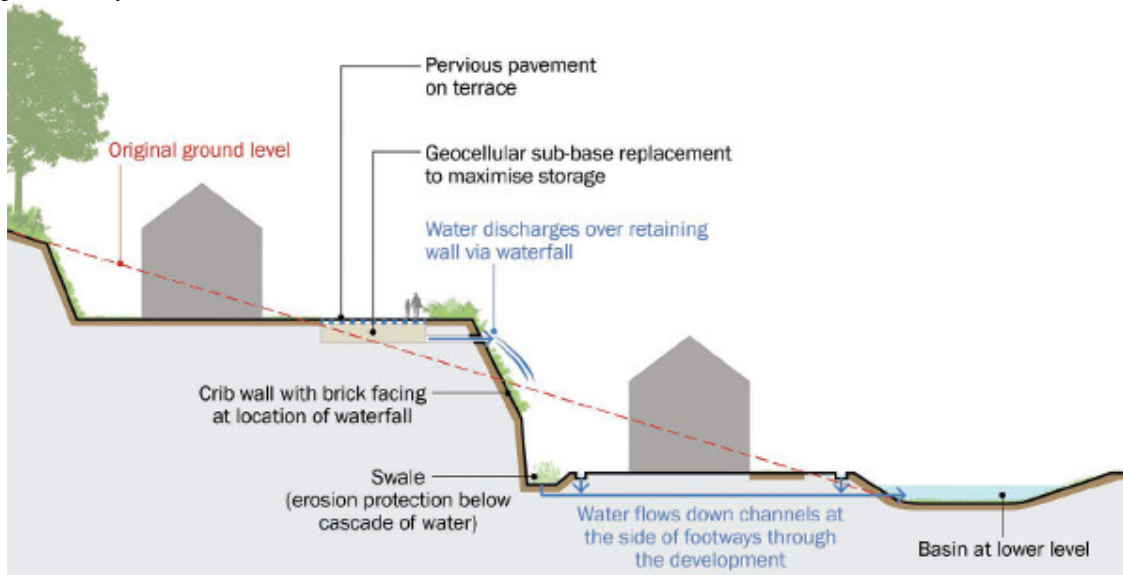 Pervious pavement
on terrace
Original ground level
Geocellular sub-base replacement
to maximise storage
Water discharges over retaining
wall via waterfall
Crib wall with brick facing
at location of waterfall
Swale
(erosion protection below
cascade of water)
Water flows down channels at
the side of footways through
the development
Basin at lower level